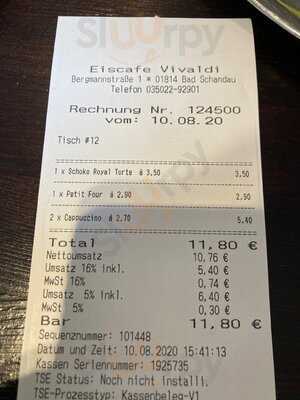 Sluurpy
Eiscafe Vivaldi
Bergmannstraße 1 * 01814 Bad Schandau
Telefon 035022-92901
Rechnung Nr. 124500
vom: 10.08.20
Tisch #12
1 x Schoko Royal Torte á 3,50 3,50
1 x Petit Four á 2,90 2,90
2 x Cappuccino á 2,70 5,40
Total 11,80 €
Nettoumsatz 10,76 €
Umsatz 16% inkl. 5,40 €
MwSt 16% 0,74 €
Umsatz 5% inkl. 6,40 €
MwSt 5% 0,30 €
Bar 11,80 €
Sequenznummer: 101448
Datum und Zeit: 10.08.2020 15:41:13
Kassen Seriennummer: 1925735
TSE Status: Noch nicht install.
TSE-Prozesstyp: Kassenbeleg-V1